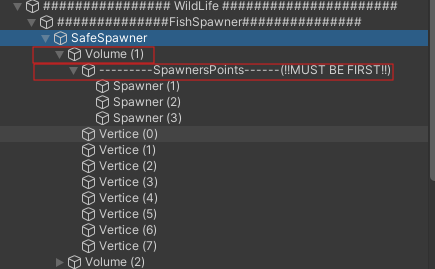 ################ WildLife ######################
##############FishSpawner###############
SafeSpawner
Volume (1)
---------SpawnersPoints------(!!MUST BE FIRST!!)
Spawner (1)
Spawner (2)
Spawner (3)
Vertice (0)
Vertice (1)
Vertice (2)
Vertice (3)
Vertice (4)
Vertice (5)
Vertice (6)
Vertice (7)
Volume (2)